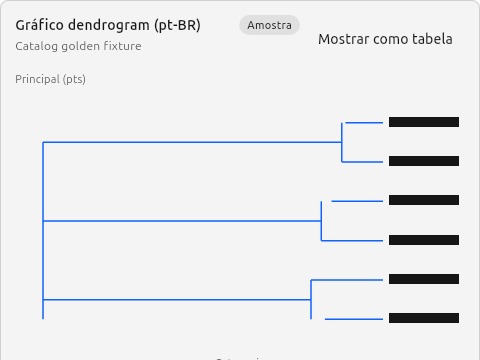 Gráfico dendrogram (pt-BR)
Amostra
Catalog golden fixture
Mostrar como tabela
Principal (pts)